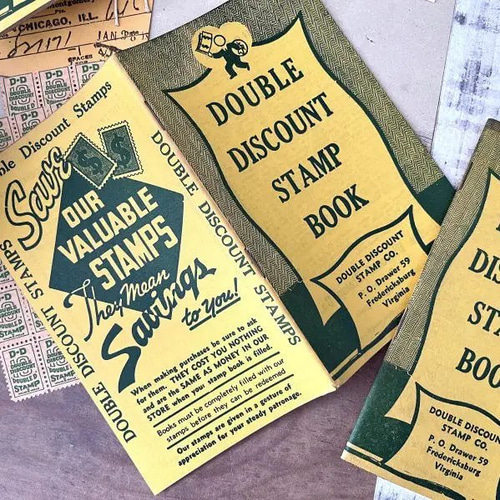 CHICAGO, ILL.
D-D
DOUBLE DISCOUNT STAMPS
Save
$
$
OUR
VALUABLE
STAMPS
They Mean
Savings
to You!
When making purchases be sure to ask
for them. THEY COST YOU NOTHING
and are the SAME AS MONEY IN OUR
STORE when your stamp book is filled.
Books must be completely filled with our
stamps before they can be redeemed
Our stamps are given in a gesture of
appreciation for your steady patronage.
DOUBLE DISCOUNT STAMPS
DOUBLE DISCOUNT STAMPS
DOUBLE
DISCOUNT
STAMP
BOOK
DOUBLE DISCOUNT
STAMP CO.
P. O. Drawer 59
Fredericksburg
Virginia
DOUBLE DISCOUN
STAMP CO.
P. O. Drawer 59
Fredericksburg
Virginia